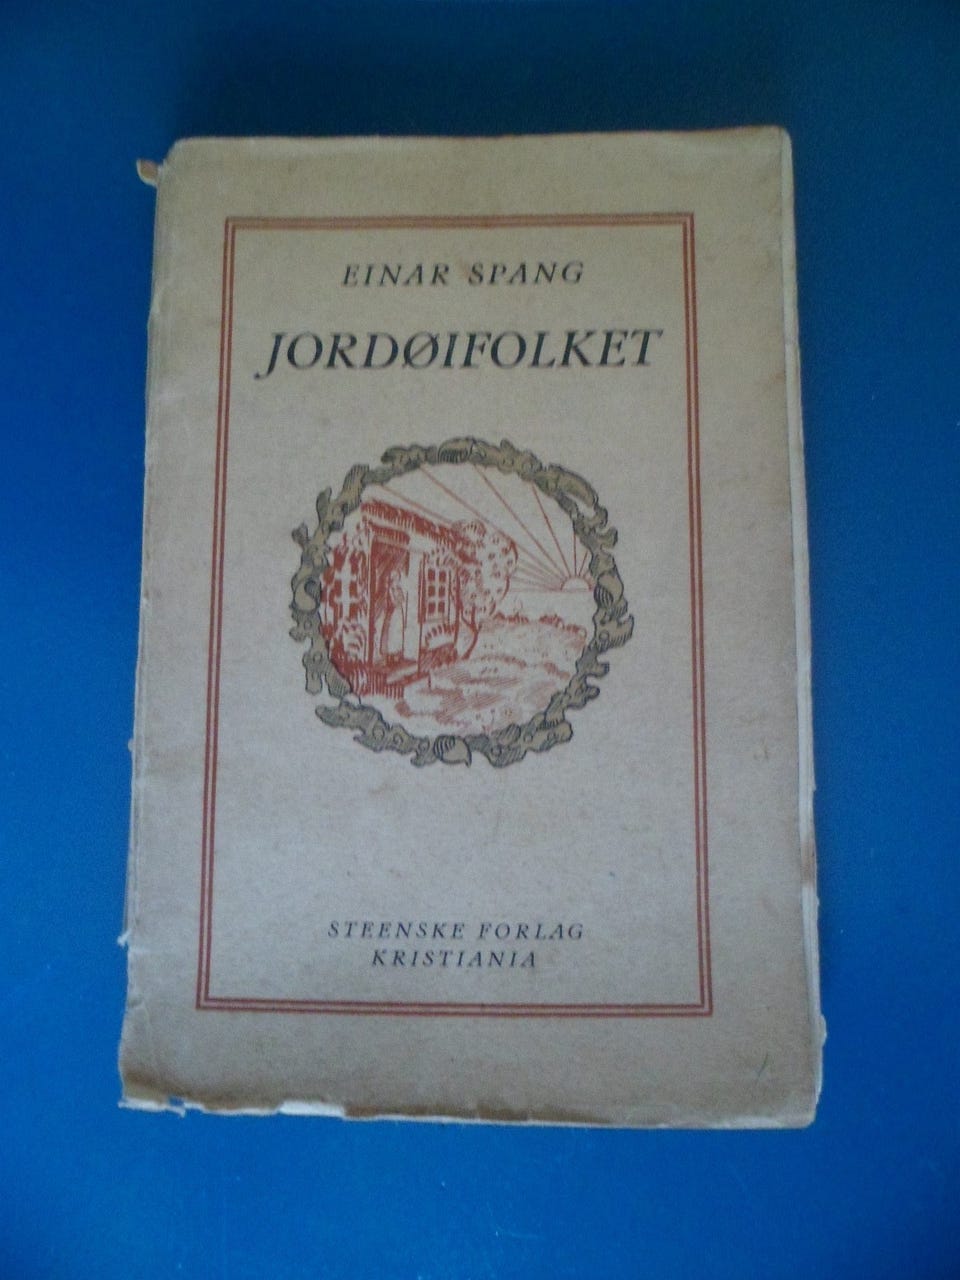 EINAR SPANG
JORDØIFOLKET
STEENSKE FORLAG
KRISTIANIA